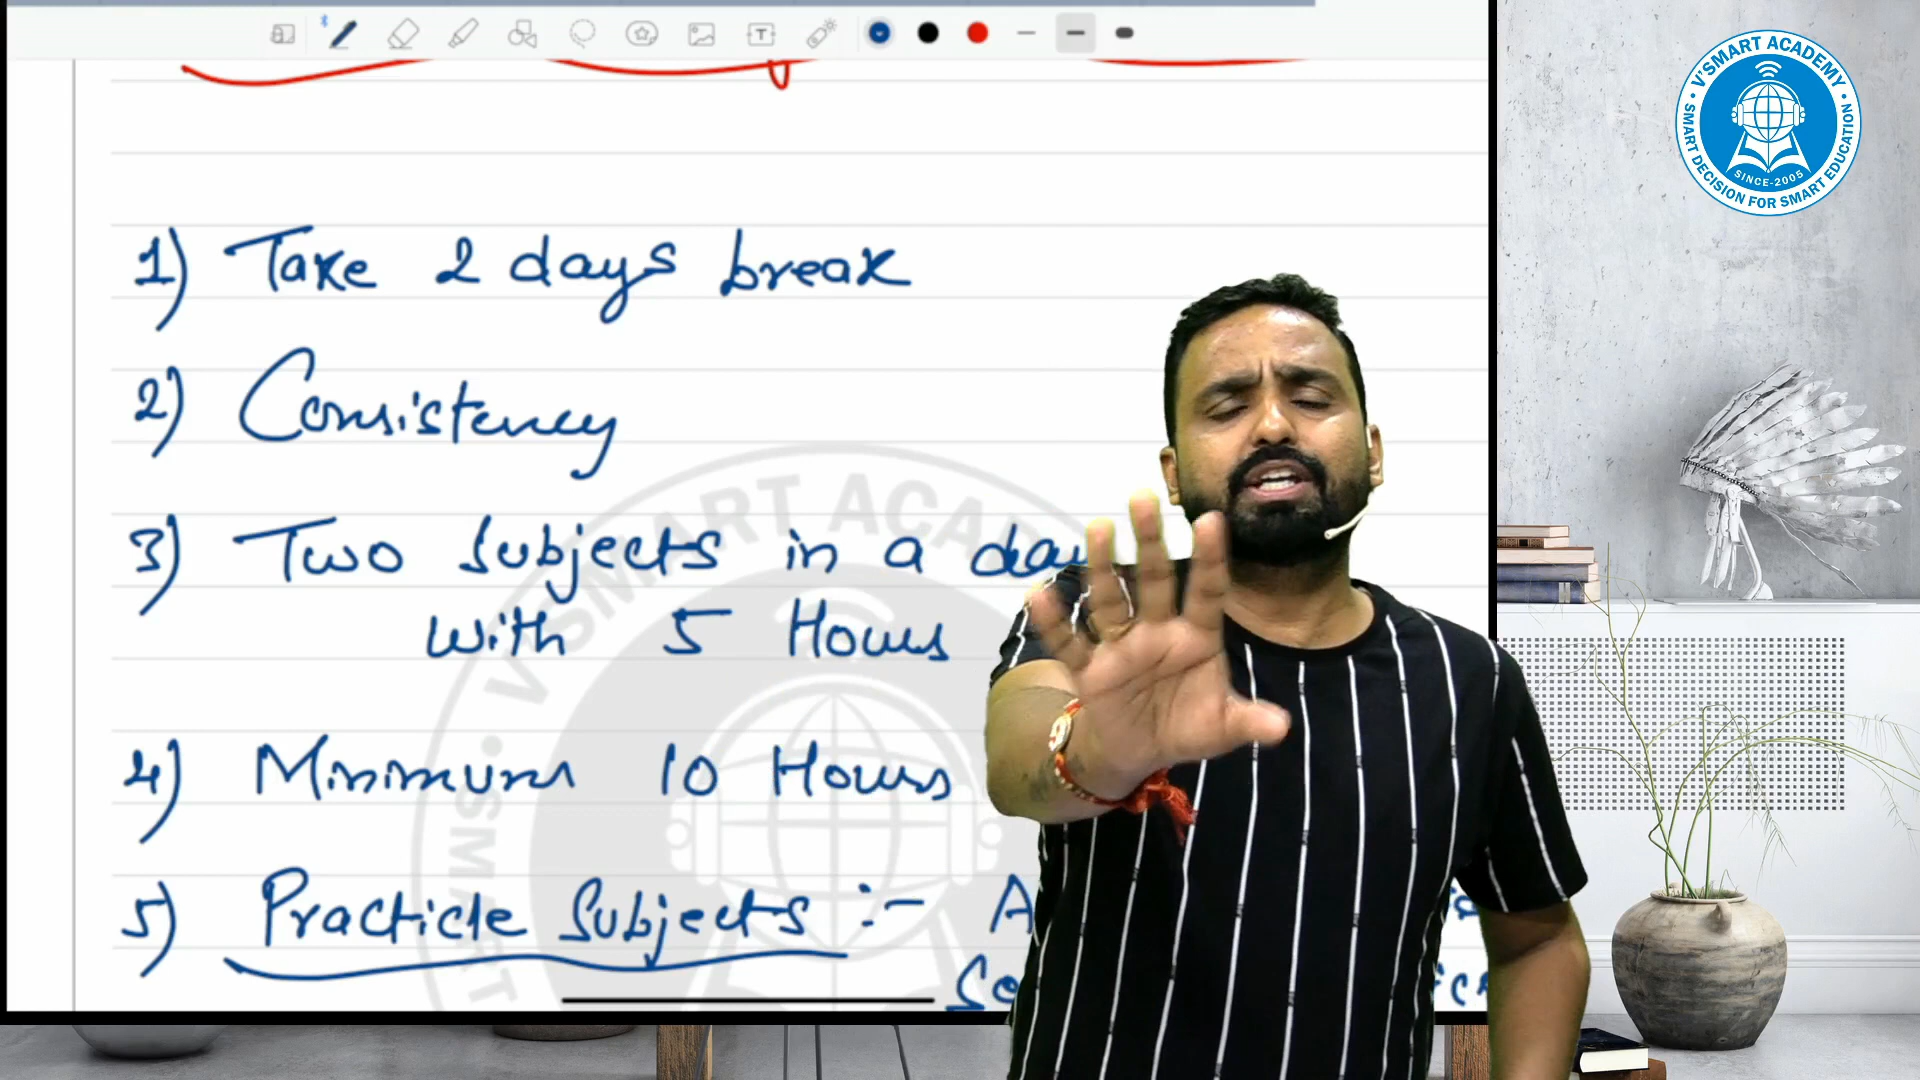 1) Take 2 days break
2) Consistency
3) Two Subjects in a day
with 5 Hours
4) Minimum 10 Hours
5) Practicle Subjects :-
V'SMART ACADEMY
SMART DECISION FOR SMART EDUCATION
SINCE-2005